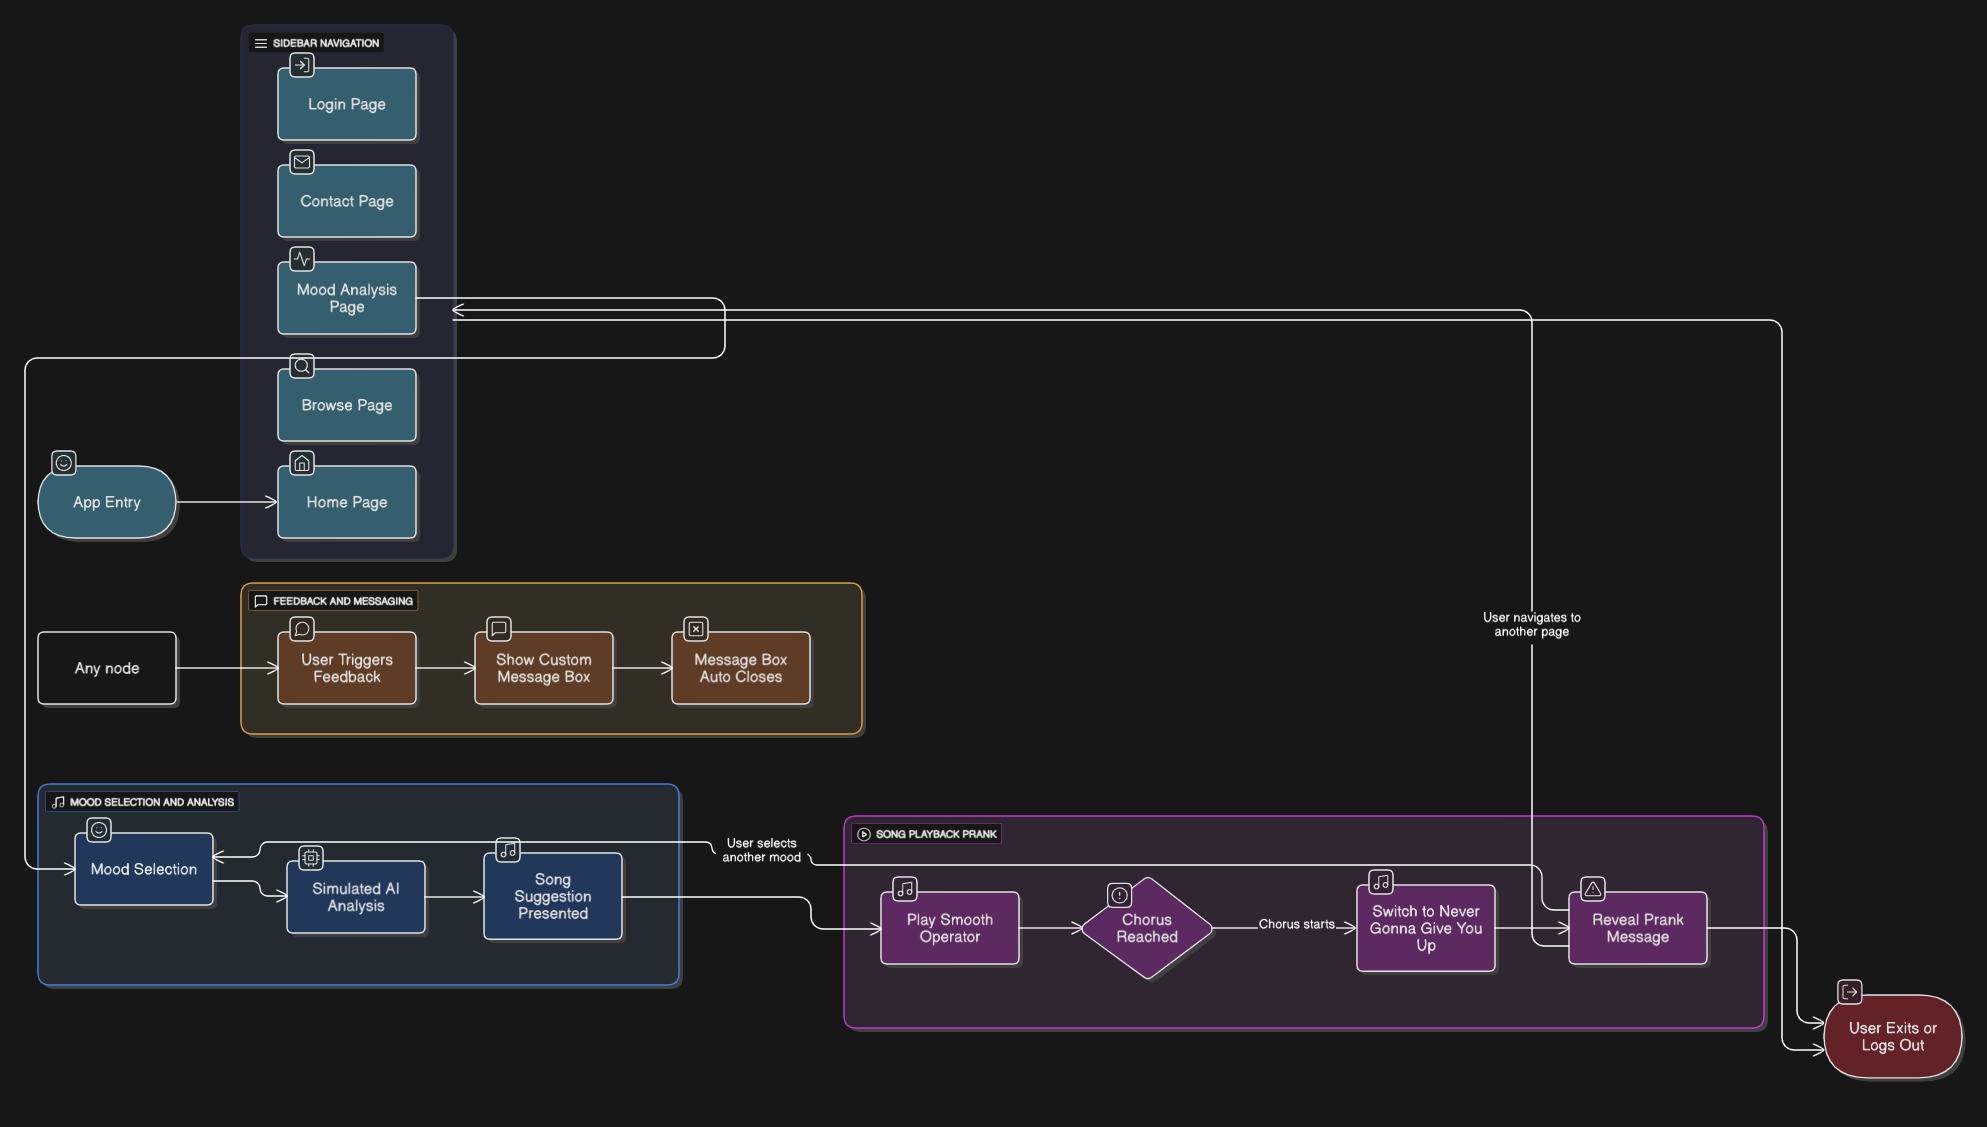 SIDEBAR NAVIGATION
Login Page
Contact Page
Mood Analysis
Page
Browse Page
App Entry
Home Page
FEEDBACK AND MESSAGING
Any node
User Triggers
Feedback
Show Custom
Message Box
Message Box
Auto Closes
User navigates to
another page
MOOD SELECTION AND ANALYSIS
Mood Selection
Simulated AI
Analysis
Song
Suggestion
Presented
User selects
another mood
SONG PLAYBACK PRANK
Play Smooth
Operator
Chorus
Reached
Chorus starts
Switch to Never
Gonna Give You
Up
Reveal Prank
Message
User Exits or
Logs Out